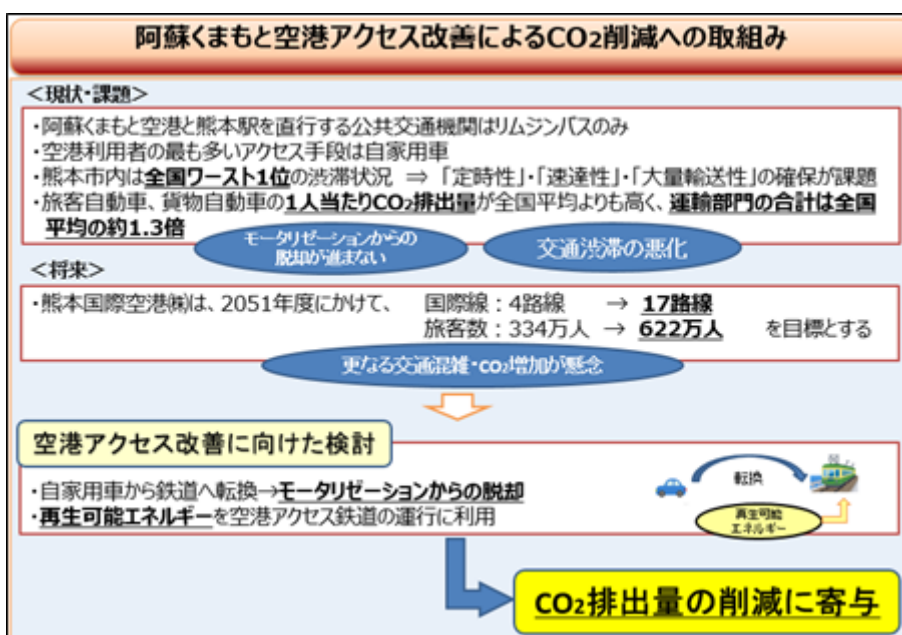 阿蘇くまもと空港アクセス改善によるCO2削減への取組み
<現状・課題>
・阿蘇くまもと空港と熊本駅を直行する公共交通機関はリムジンバスのみ
・空港利用者の最も多いアクセス手段は自家用車
・熊本市内は全国ワースト1位の渋滞状況 ⇒ 「定時性」・「速達性」・「大量輸送性」の確保が課題
・旅客自動車、貨物自動車の1人当たりCO2排出量が全国平均よりも高く、運輸部門の合計は全国
平均の約1.3倍
モータリゼーションからの
脱却が進まない
交通渋滞の悪化
<将来>
・熊本国際空港㈱は、2051年度にかけて、 国際線:4路線 → 17路線
旅客数:334万人 → 622万人 を目標とする
更なる交通混雑・CO2増加が懸念
空港アクセス改善に向けた検討
・自家用車から鉄道へ転換→モータリゼーションからの脱却
・再生可能エネルギーを空港アクセス鉄道の運行に利用
転換
再生可能
エネルギー
CO2排出量の削減に寄与